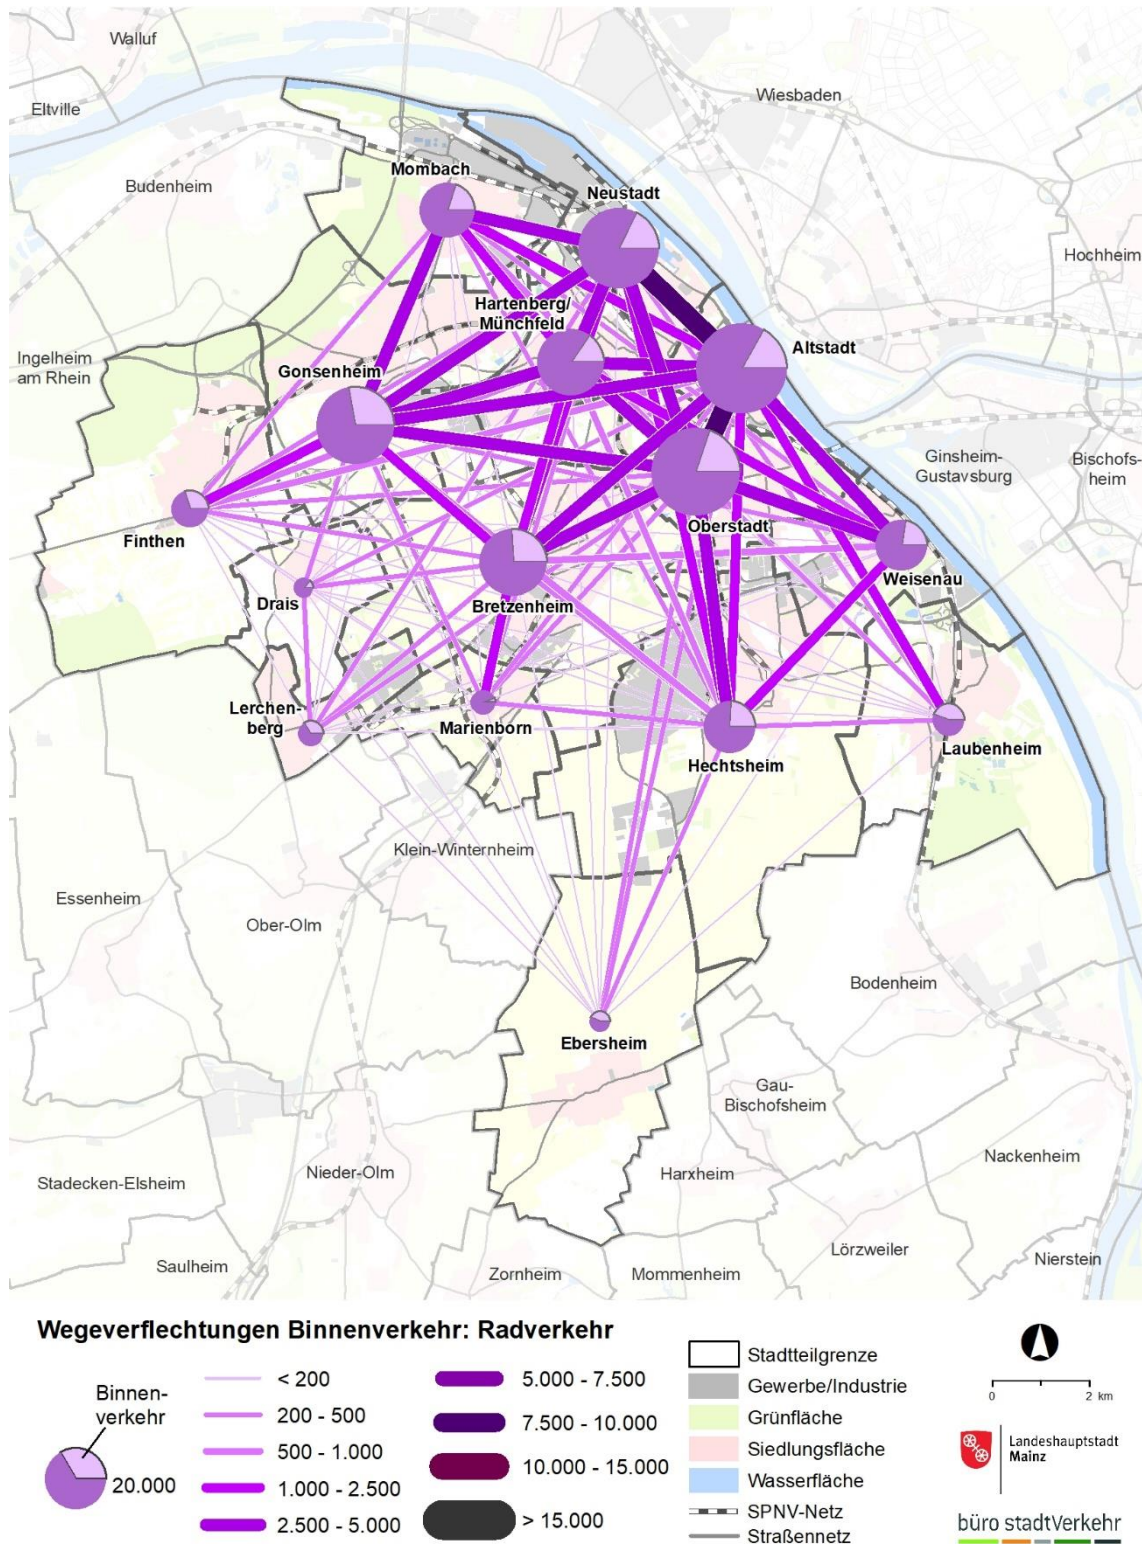 Walluf
Eltville
Wiesbaden
Budenheim
Mombach
Neustadt
Hochheim
Hartenberg/
Münchfeld
Altstadt
Ingelheim
am Rhein
Gonsenheim
Ginsheim-
Gustavsburg
Bischofs-
heim
Finthen
Oberstadt
Weisenau
Drais
Bretzenheim
Lerchen-
berg
Marienborn
Hechtsheim
Laubenheim
Klein-Winternheim
Essenheim
Ober-Olm
Bodenheim
Ebersheim
Gau-
Bischofsheim
Nackenheim
Stadecken-Elsheim
Nieder-Olm
Harxheim
Saulheim
Zornheim
Mommenheim
Lörzweiler
Nierstein
Wegeverflechtungen Binnenverkehr: Radverkehr
Binnen-
verkehr
20.000
< 200
200 - 500
500 - 1.000
1.000 - 2.500
2.500 - 5.000
5.000 - 7.500
7.500 - 10.000
10.000 - 15.000
> 15.000
Stadtteilgrenze
Gewerbe/Industrie
Grünfläche
Siedlungsfläche
Wasserfläche
SPNV-Netz
Straßennetz
0 2 km
Landeshauptstadt
Mainz
büro stadtVerkehr